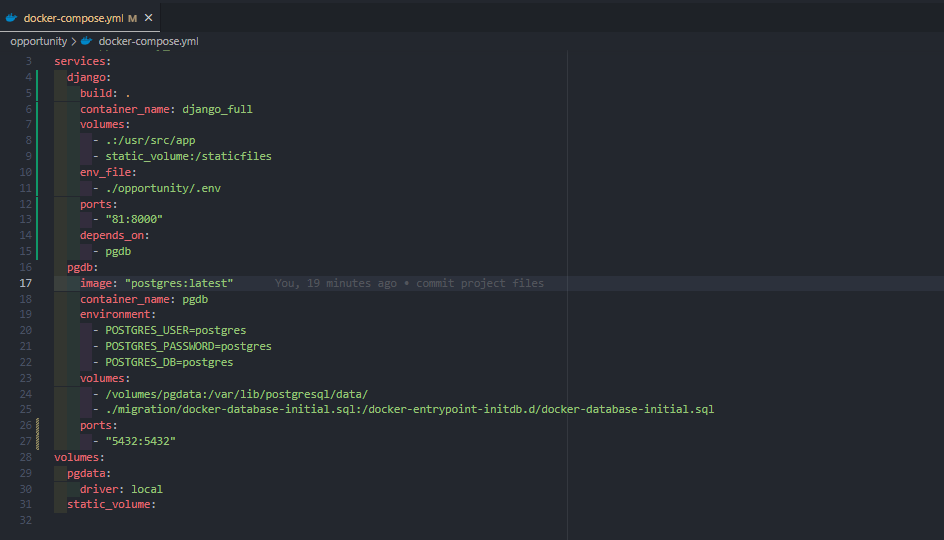 docker-compose.yml M ×
opportunity > docker-compose.yml
3 services:
4 django:
5 build: .
6 container_name: django_full
7 volumes:
8 - .:/usr/src/app
9 - static_volume:/staticfiles
10 env_file:
11 - ./opportunity/.env
12 ports:
13 - "81:8000"
14 depends_on:
15 - pgdb
16 pgdb:
17 image: "postgres:latest" You, 19 minutes ago • commit project files
18 container_name: pgdb
19 environment:
20 - POSTGRES_USER=postgres
21 - POSTGRES_PASSWORD=postgres
22 - POSTGRES_DB=postgres
23 volumes:
24 - /volumes/pgdata:/var/lib/postgresql/data/
25 - ./migration/docker-database-initial.sql:/docker-entrypoint-initdb.d/docker-database-initial.sql
26 ports:
27 - "5432:5432"
28 volumes:
29 pgdata:
30 driver: local
31 static_volume:
32